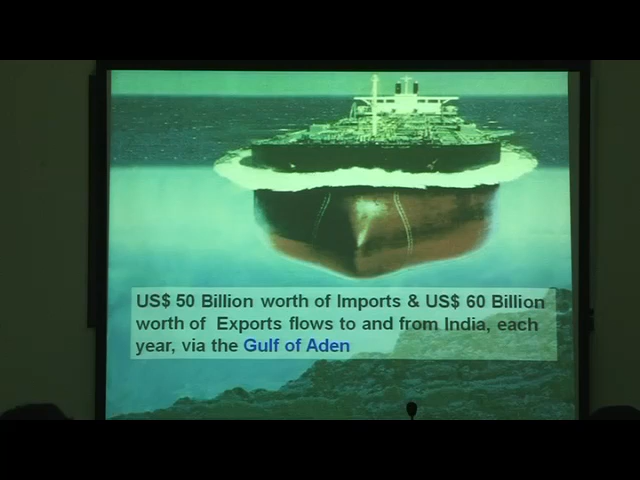 US$ 50 Billion worth of Imports & US$ 60 Billion
worth of Exports flows to and from India, each
year, via the Gulf of Aden